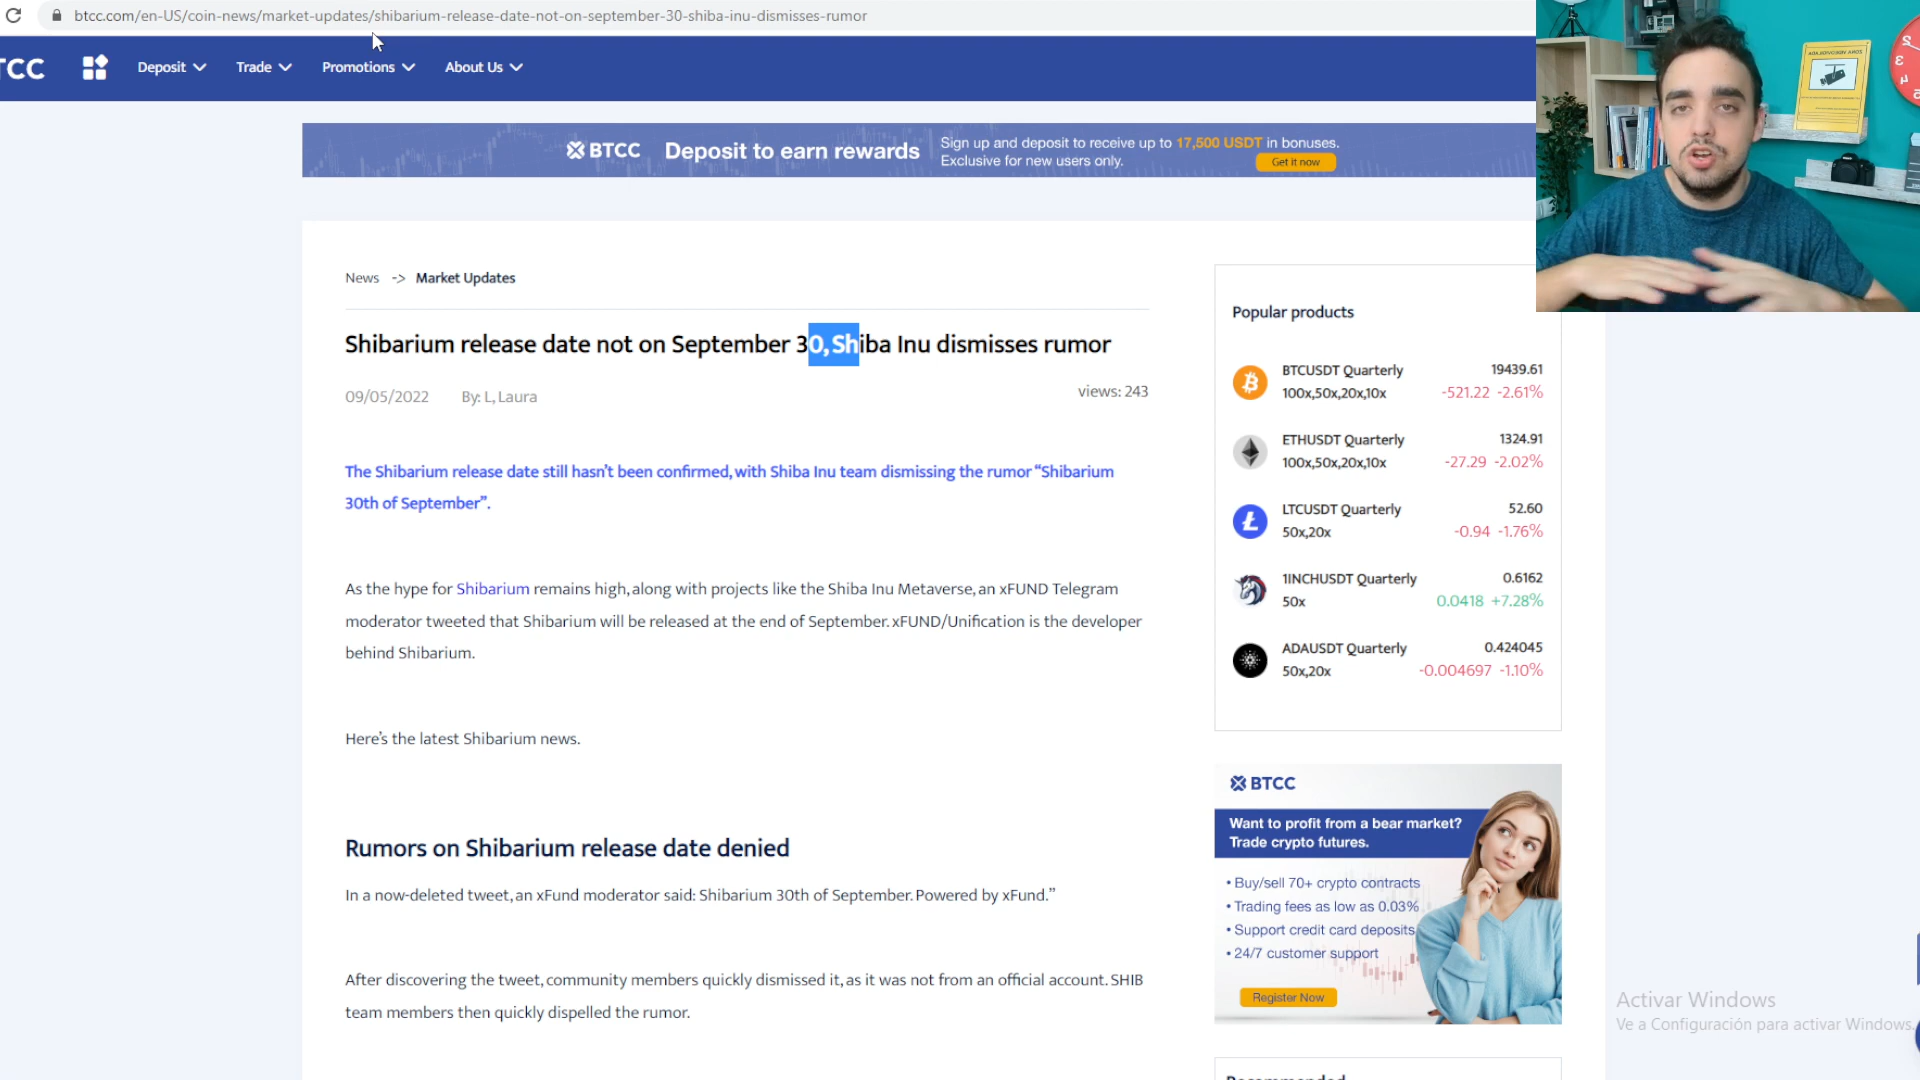 btcc.com/en-US/coin-news/market-updates/shibarium-release-date-not-on-september-30-shiba-inu-dismisses-rumor
TCC
Deposit
Trade
Promotions
About Us
BTCC
Deposit to earn rewards
Sign up and deposit to receive up to 17,500 USDT in bonuses.
Exclusive for new users only.
Get it now
News -> Market Updates
Shibarium release date not on September 30, Shiba Inu dismisses rumor
09/05/2022 By: L, Laura
views: 243
The Shibarium release date still hasn’t been confirmed, with Shiba Inu team dismissing the rumor “Shibarium
30th of September”.
As the hype for Shibarium remains high, along with projects like the Shiba Inu Metaverse, an xFUND Telegram
moderator tweeted that Shibarium will be released at the end of September. xFUND/Unification is the developer
behind Shibarium.
Here’s the latest Shibarium news.
Rumors on Shibarium release date denied
In a now-deleted tweet, an xFund moderator said: Shibarium 30th of September. Powered by xFund.”
After discovering the tweet, community members quickly dismissed it, as it was not from an official account. SHIB
team members then quickly dispelled the rumor.
Popular products
BTCUSDT Quarterly 19439.61
100x,50x,20x,10x -521.22 -2.61%
ETHUSDT Quarterly 1324.91
100x,50x,20x,10x -27.29 -2.02%
LTCUSDT Quarterly 52.60
50x,20x -0.94 -1.76%
1INCHUSDT Quarterly 0.6162
50x 0.0418 +7.28%
ADAUSDT Quarterly 0.424045
50x,20x -0.004697 -1.10%
BTCC
Want to profit from a bear market?
Trade crypto futures.
• Buy/sell 70+ crypto contracts
• Trading fees as low as 0.03%
• Support credit card deposits
• 24/7 customer support
Register Now
Activar Windows
Ve a Configuración para activar Windows.